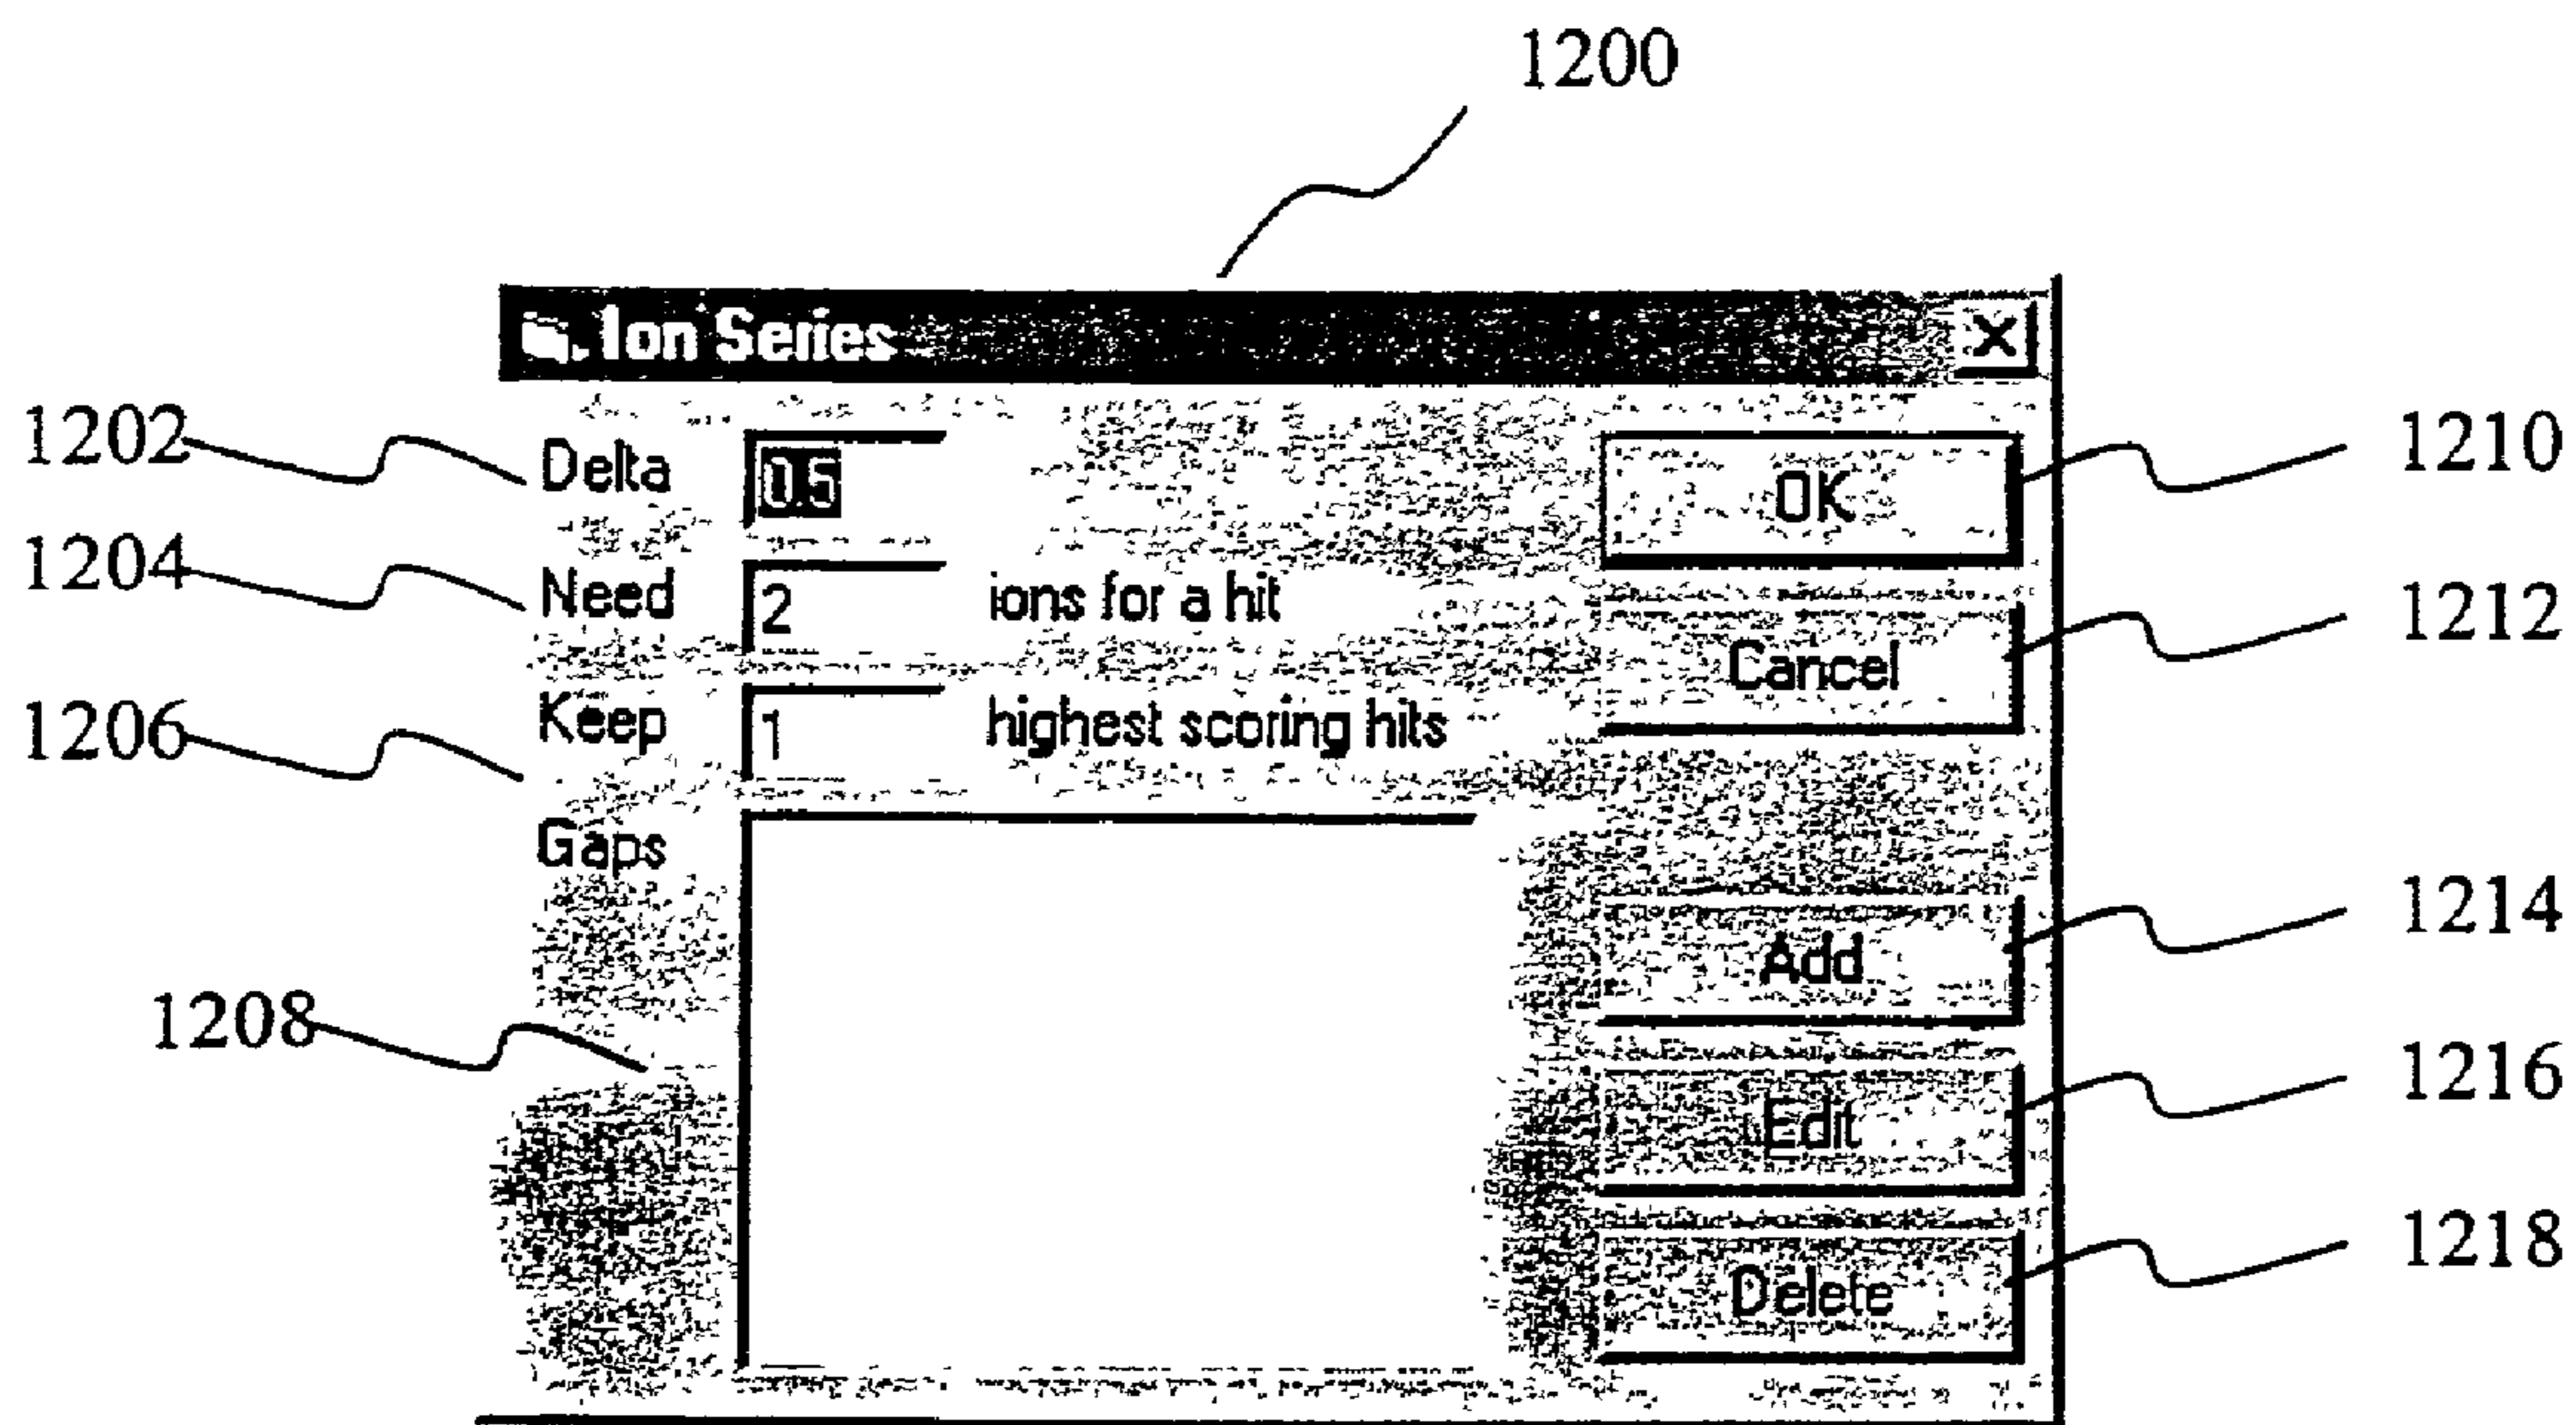 1200
Ion Series
1202 Delta 0.5 OK 1210
1204 Need 2 ions for a hit
Cancel 1212
1206 Keep 1 highest scoring hits
Gaps
Add 1214
1208
Edit 1216
Delete 1218